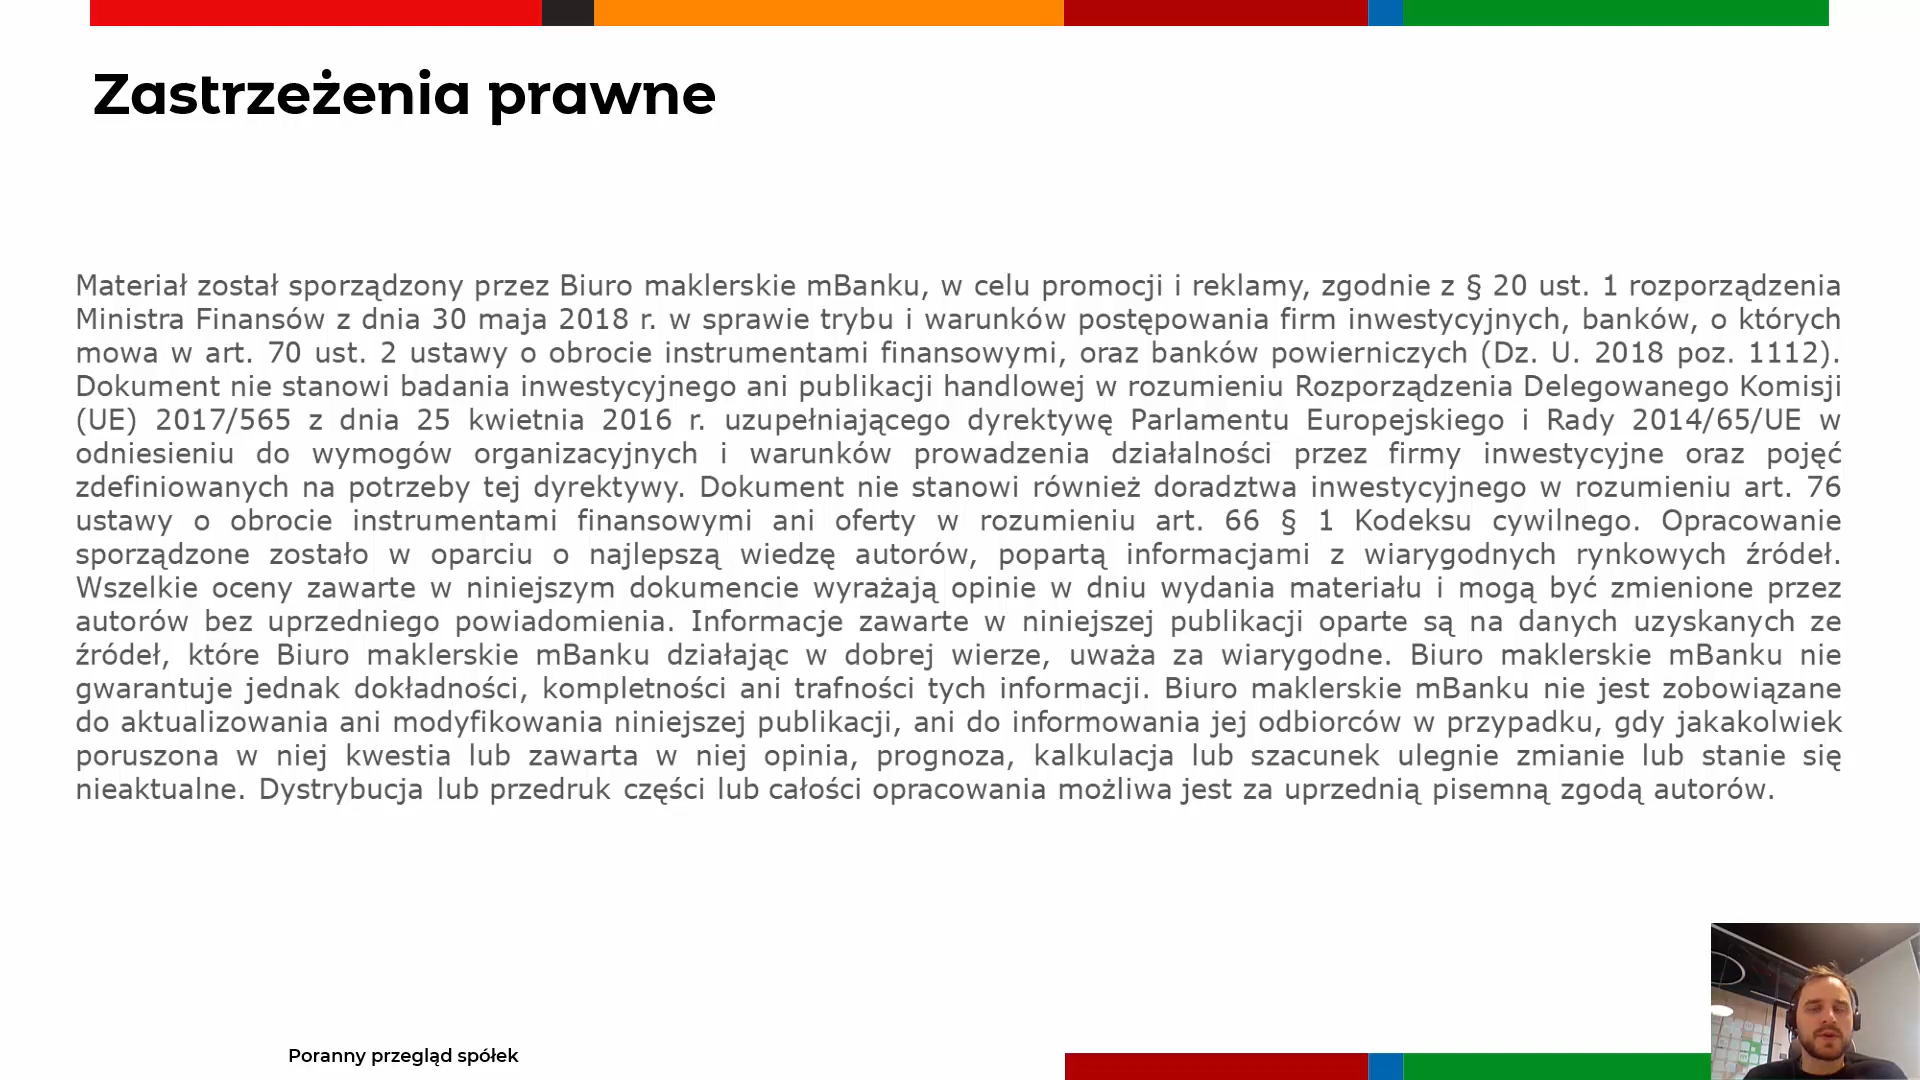 Zastrzeżenia prawne
Materiał został sporządzony przez Biuro maklerskie mBanku, w celu promocji i reklamy, zgodnie z § 20 ust. 1 rozporządzenia
Ministra Finansów z dnia 30 maja 2018 r. w sprawie trybu i warunków postępowania firm inwestycyjnych, banków, o których
mowa w art. 70 ust. 2 ustawy o obrocie instrumentami finansowymi, oraz banków powierniczych (Dz. U. 2018 poz. 1112).
Dokument nie stanowi badania inwestycyjnego ani publikacji handlowej w rozumieniu Rozporządzenia Delegowanego Komisji
(UE) 2017/565 z dnia 25 kwietnia 2016 r. uzupełniającego dyrektywę Parlamentu Europejskiego i Rady 2014/65/UE w
odniesieniu do wymogów organizacyjnych i warunków prowadzenia działalności przez firmy inwestycyjne oraz pojęć
zdefiniowanych na potrzeby tej dyrektywy. Dokument nie stanowi również doradztwa inwestycyjnego w rozumieniu art. 76
ustawy o obrocie instrumentami finansowymi ani oferty w rozumieniu art. 66 § 1 Kodeksu cywilnego. Opracowanie
sporządzone zostało w oparciu o najlepszą wiedzę autorów, popartą informacjami z wiarygodnych rynkowych źródeł.
Wszelkie oceny zawarte w niniejszym dokumencie wyrażają opinie w dniu wydania materiału i mogą być zmienione przez
autorów bez uprzedniego powiadomienia. Informacje zawarte w niniejszej publikacji oparte są na danych uzyskanych ze
źródeł, które Biuro maklerskie mBanku działając w dobrej wierze, uważa za wiarygodne. Biuro maklerskie mBanku nie
gwarantuje jednak dokładności, kompletności ani trafności tych informacji. Biuro maklerskie mBanku nie jest zobowiązane
do aktualizowania ani modyfikowania niniejszej publikacji, ani do informowania jej odbiorców w przypadku, gdy jakakolwiek
poruszona w niej kwestia lub zawarta w niej opinia, prognoza, kalkulacja lub szacunek ulegnie zmianie lub stanie się
nieaktualne. Dystrybucja lub przedruk części lub całości opracowania możliwa jest za uprzednią pisemną zgodą autorów.
Poranny przegląd spółek